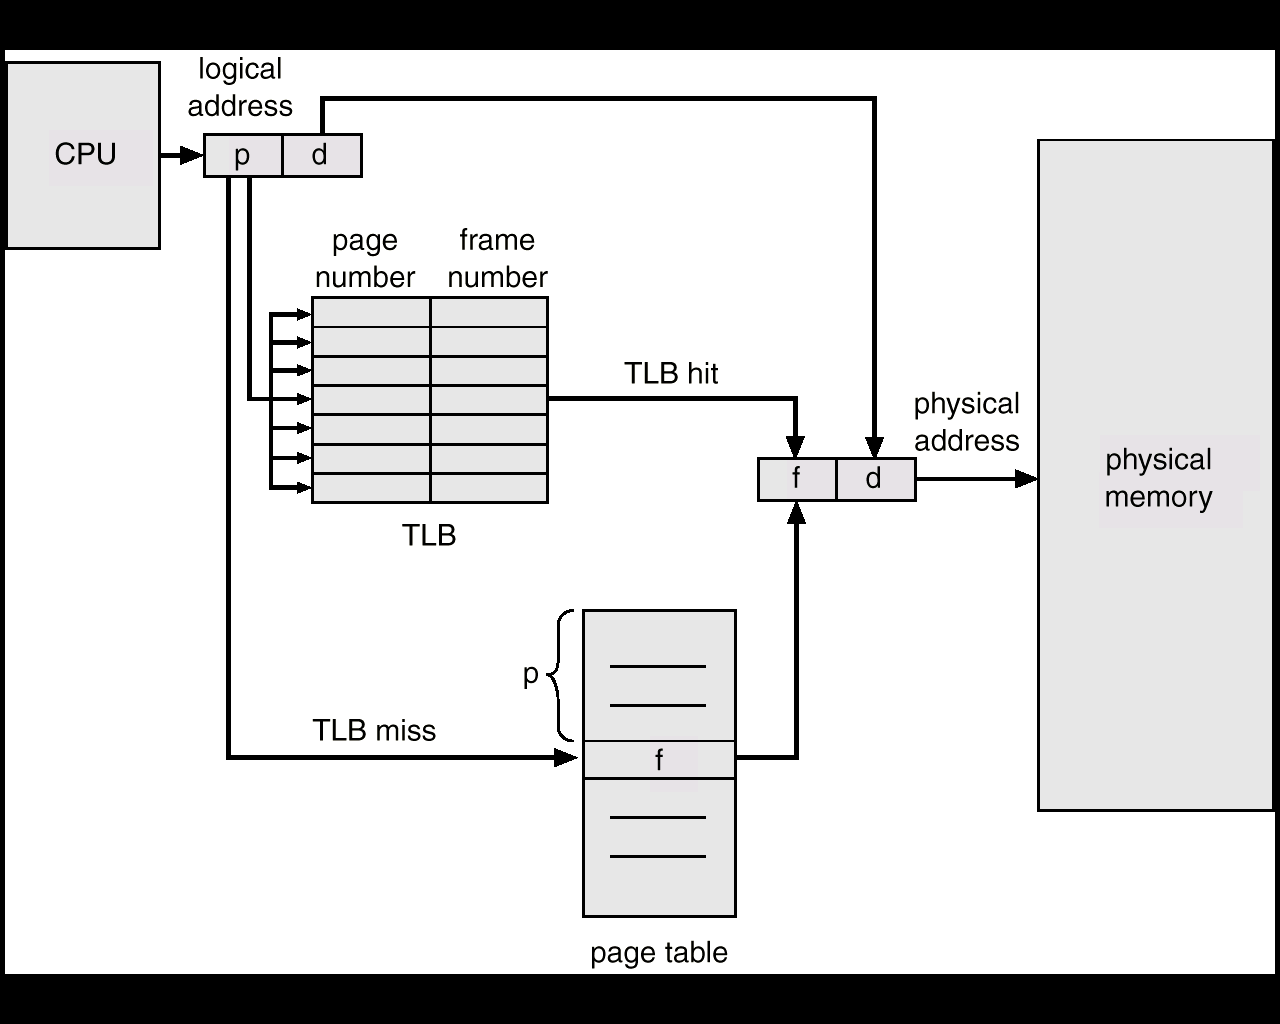 logical
address
CPU
p
d
page
number
frame
number
TLB hit
physical
address
f
d
physical
memory
TLB
p
TLB miss
f
page table